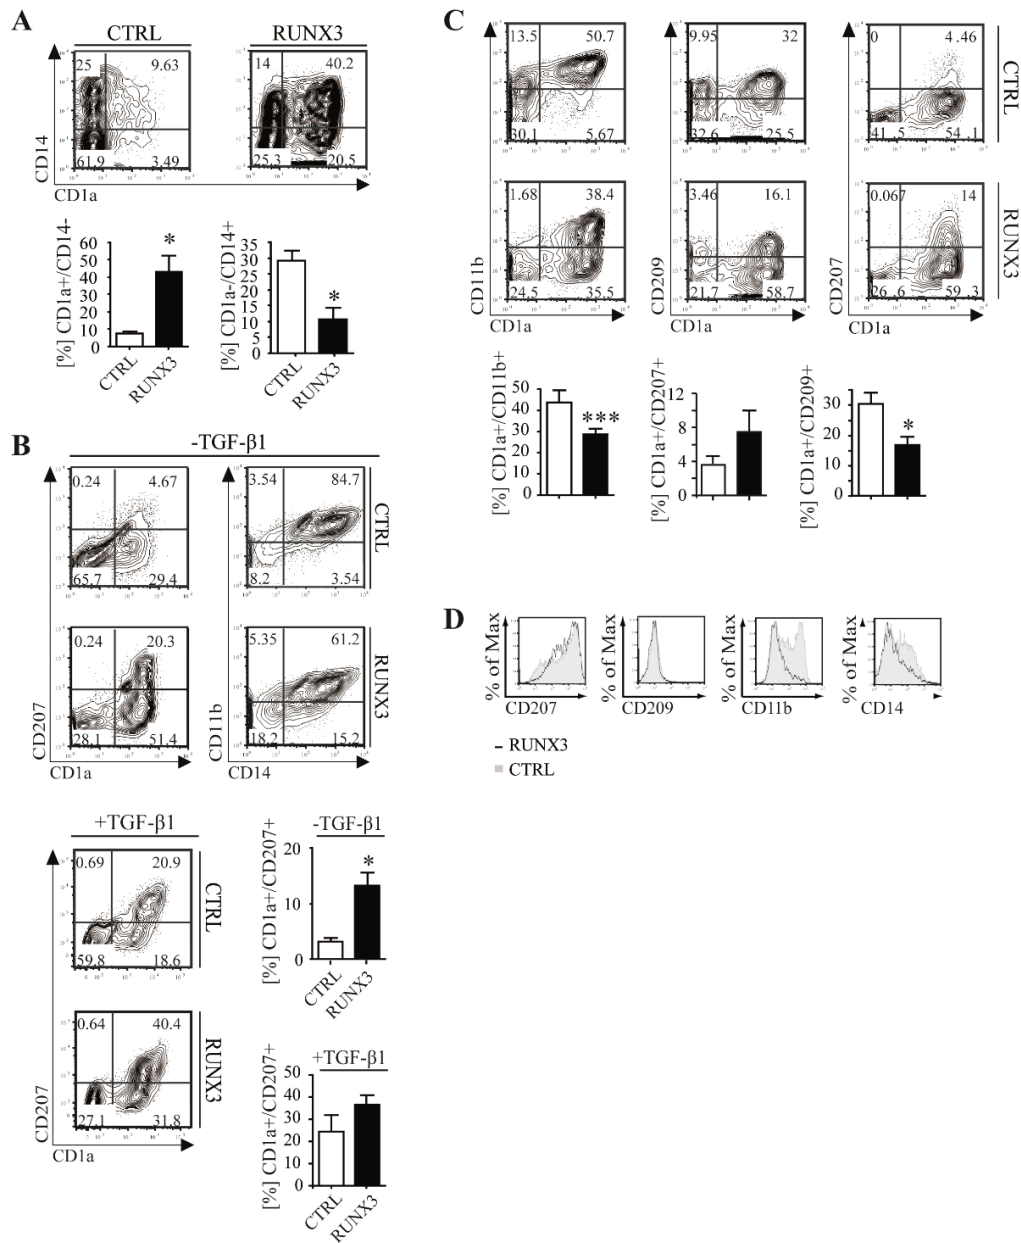 A
CTRL
RUNX3
25
9.63
61.9
3.49
14
40.2
25.3
20.5
CD14
CD1a
[%] CD1a+/CD14-
60
50
40
30
20
10
0
*
CTRL
RUNX3
[%] CD1a-/CD14+
35
30
25
20
15
10
5
0
*
CTRL
RUNX3
B
-TGF-β1
0.24
4.67
65.7
29.4
3.54
84.7
8.2
3.54
CTRL
0.24
20.3
28.1
51.4
5.35
61.2
18.2
15.2
RUNX3
CD207
CD1a
CD11b
CD14
+TGF-β1
0.69
20.9
59.8
18.6
CTRL
0.64
40.4
27.1
31.8
RUNX3
CD207
CD1a
-TGF-β1
[%] CD1a+/CD207+
20
10
0
*
CTRL
RUNX3
+TGF-β1
[%] CD1a+/CD207+
50
40
30
20
10
0
CTRL
RUNX3
C
13.5
50.7
30.1
5.67
9.95
32
32.6
25.5
0
4.46
41.5
54.1
CTRL
1.68
38.4
24.5
35.5
3.46
16.1
21.7
58.7
0.067
14
26.6
59.3
RUNX3
CD11b
CD1a
CD209
CD1a
CD207
CD1a
[%] CD1a+/CD11b+
50
40
30
20
10
0
***
[%] CD1a+/CD207+
12
8
4
0
[%] CD1a+/CD209+
30
20
10
0
*
D
% of Max
CD207
% of Max
CD209
% of Max
CD11b
% of Max
CD14
RUNX3
CTRL